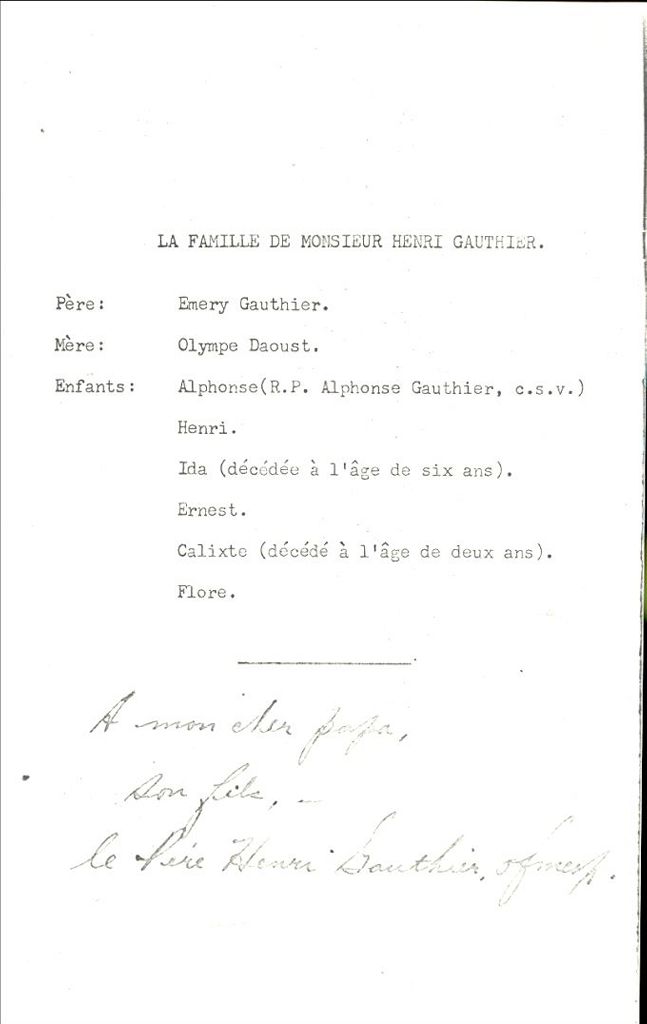 LA FAMILLE DE MONSIEUR HENRI GAUTHIER.
Père: Emery Gauthier.
Mère: Olympe Daoust.
Enfants: Alphonse(R.P. Alphonse Gauthier, c.s.v.)
Henri.
Ida (décédée à l'âge de six ans).
Ernest.
Calixte (décédé à l'âge de deux ans).
Flore.
A mon cher papa,
son fils, –
le Père Henri Gauthier,